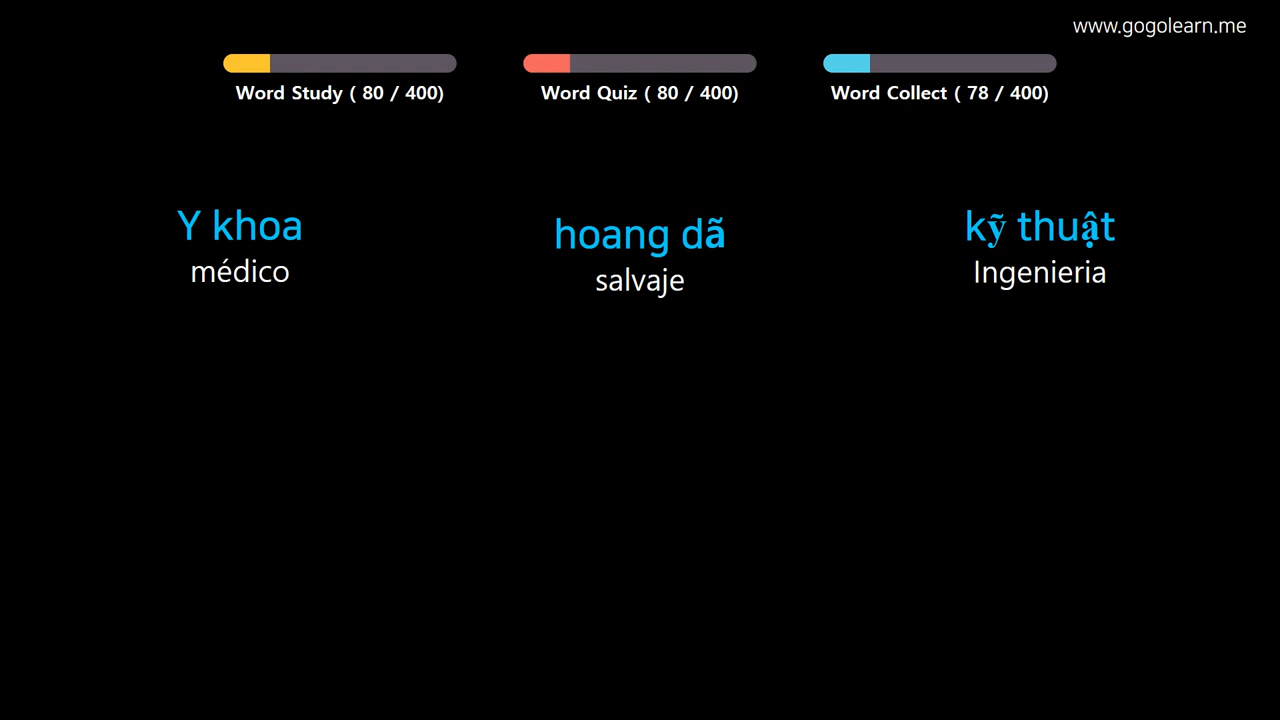 www.gogolearn.me
Word Study ( 80 / 400)
Word Quiz ( 80 / 400)
Word Collect ( 78 / 400)
Y khoa
médico
hoang dã
salvaje
kỹ thuật
Ingenieria